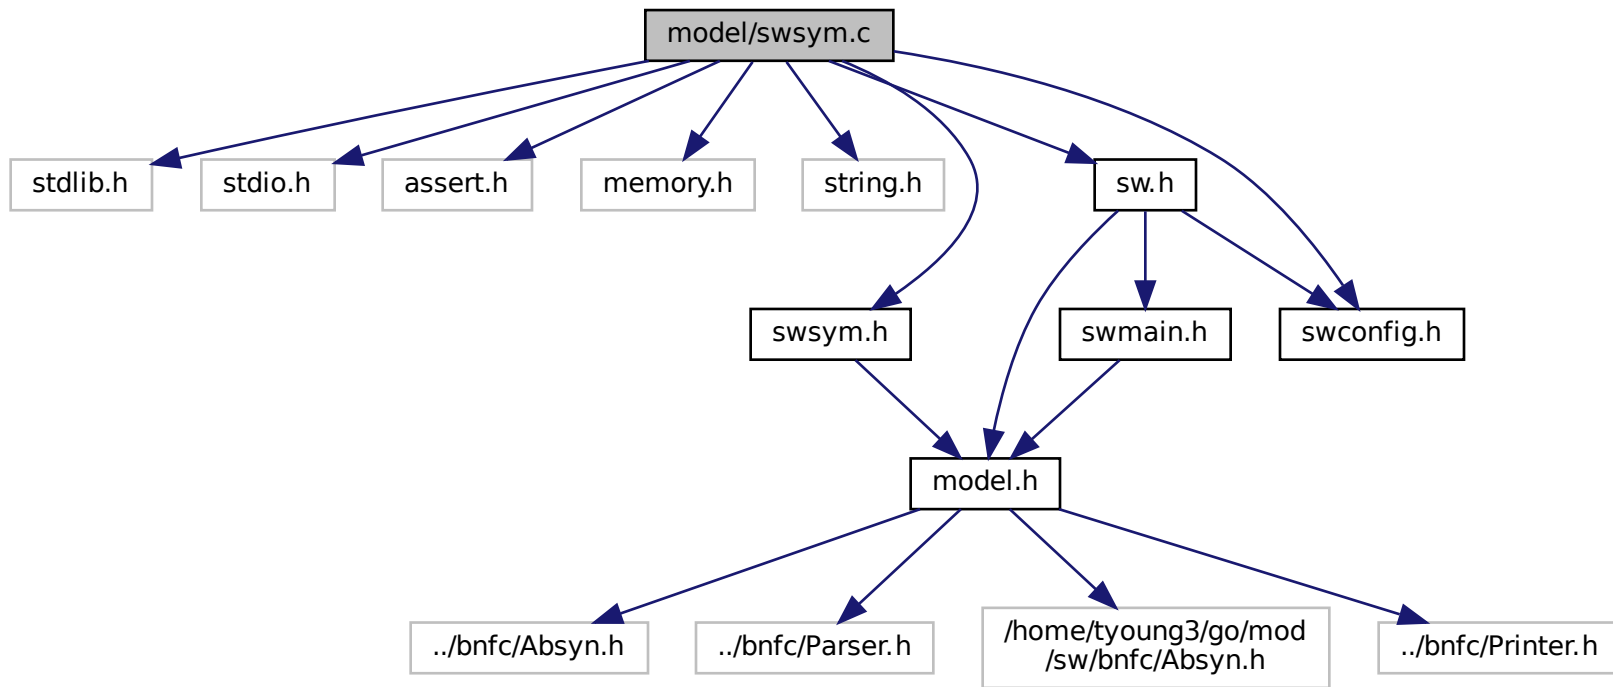 model/swsym.c
stdlib.h
stdio.h
assert.h
memory.h
string.h
sw.h
swsym.h
swmain.h
swconfig.h
model.h
../bnfc/Absyn.h
../bnfc/Parser.h
/home/tyoung3/go/mod
/sw/bnfc/Absyn.h
../bnfc/Printer.h